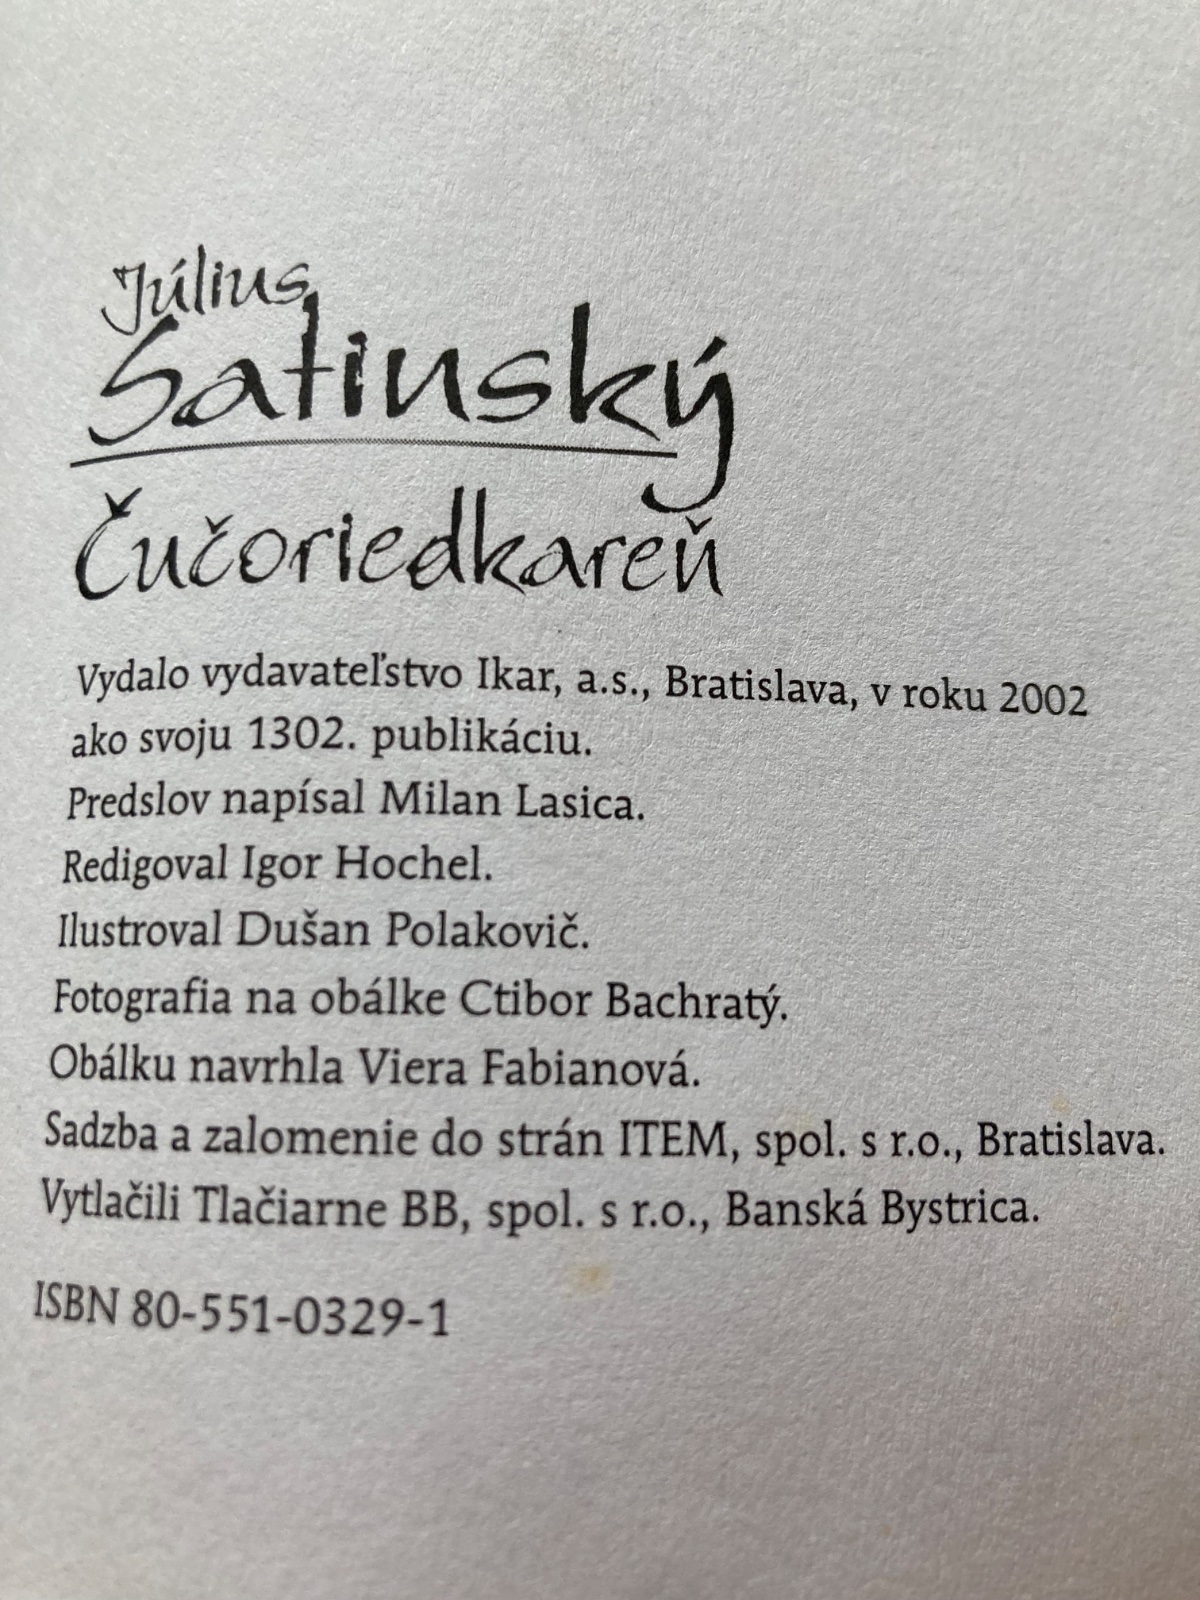 Július
Satinský
Čučoriedkareň
Vydalo vydavateľstvo Ikar, a.s., Bratislava, v roku 2002
ako svoju 1302. publikáciu.
Predslov napísal Milan Lasica.
Redigoval Igor Hochel.
Ilustroval Dušan Polakovič.
Fotografia na obálke Ctibor Bachratý.
Obálku navrhla Viera Fabianová.
Sadzba a zalomenie do strán ITEM, spol. s r.o., Bratislava.
Vytlačili Tlačiarne BB, spol. s r.o., Banská Bystrica.
ISBN 80-551-0329-1